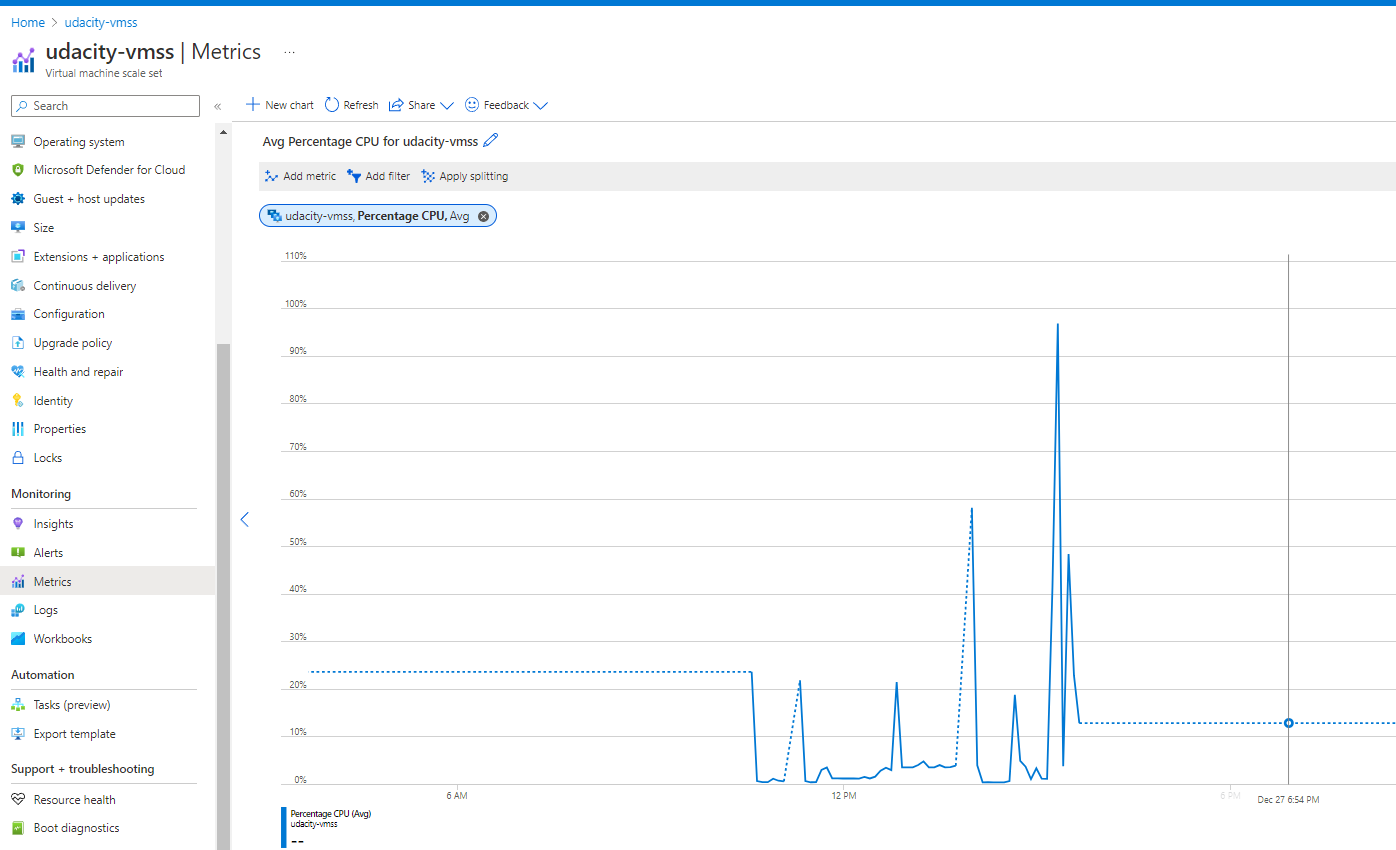 Home > udacity-vmss
udacity-vmss | Metrics ...
Virtual machine scale set
Search «
New chart Refresh Share Feedback
Operating system
Microsoft Defender for Cloud
Guest + host updates
Size
Extensions + applications
Continuous delivery
Configuration
Upgrade policy
Health and repair
Identity
Properties
Locks
Monitoring
Insights
Alerts
Metrics
Logs
Workbooks
Automation
Tasks (preview)
Export template
Support + troubleshooting
Resource health
Boot diagnostics
Avg Percentage CPU for udacity-vmss
Add metric Add filter Apply splitting
udacity-vmss, Percentage CPU, Avg
110%
100%
90%
80%
70%
60%
50%
40%
30%
20%
10%
0%
6 AM 12 PM 6 PM Dec 27 6:54 PM
Percentage CPU (Avg)
udacity-vmss
--